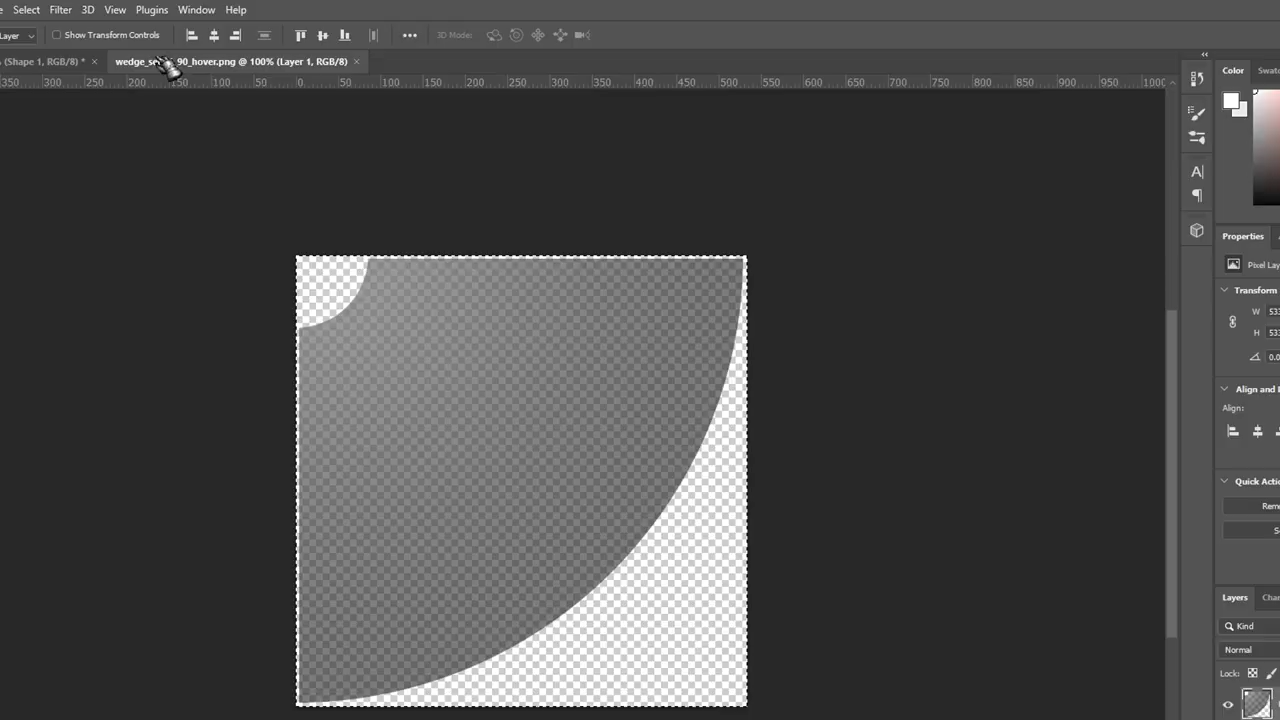 Select Filter 3D View Plugins Window Help
Layer Show Transform Controls 3D Mode:
% (Shape 1, RGB/8) * × 90_hover.png @ 100% (Layer 1, RGB/8) ×
350 300 250 200 150 100 50 0 50 100 150 200 250 300 350 400 450 500 550 600 650 700 750 800 850 900 950 1000
Color
Properties
Pixel
Transform
W
H
Align and
Align:
Quick
Layers
Kind
Normal
Lock: